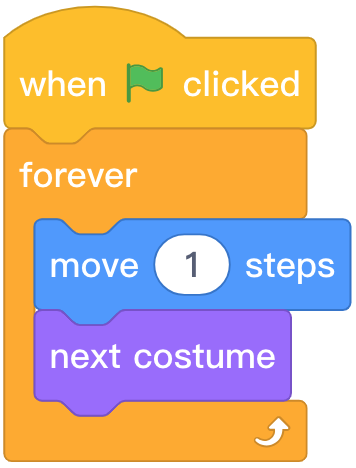 when clicked
forever
move 1 steps
next costume